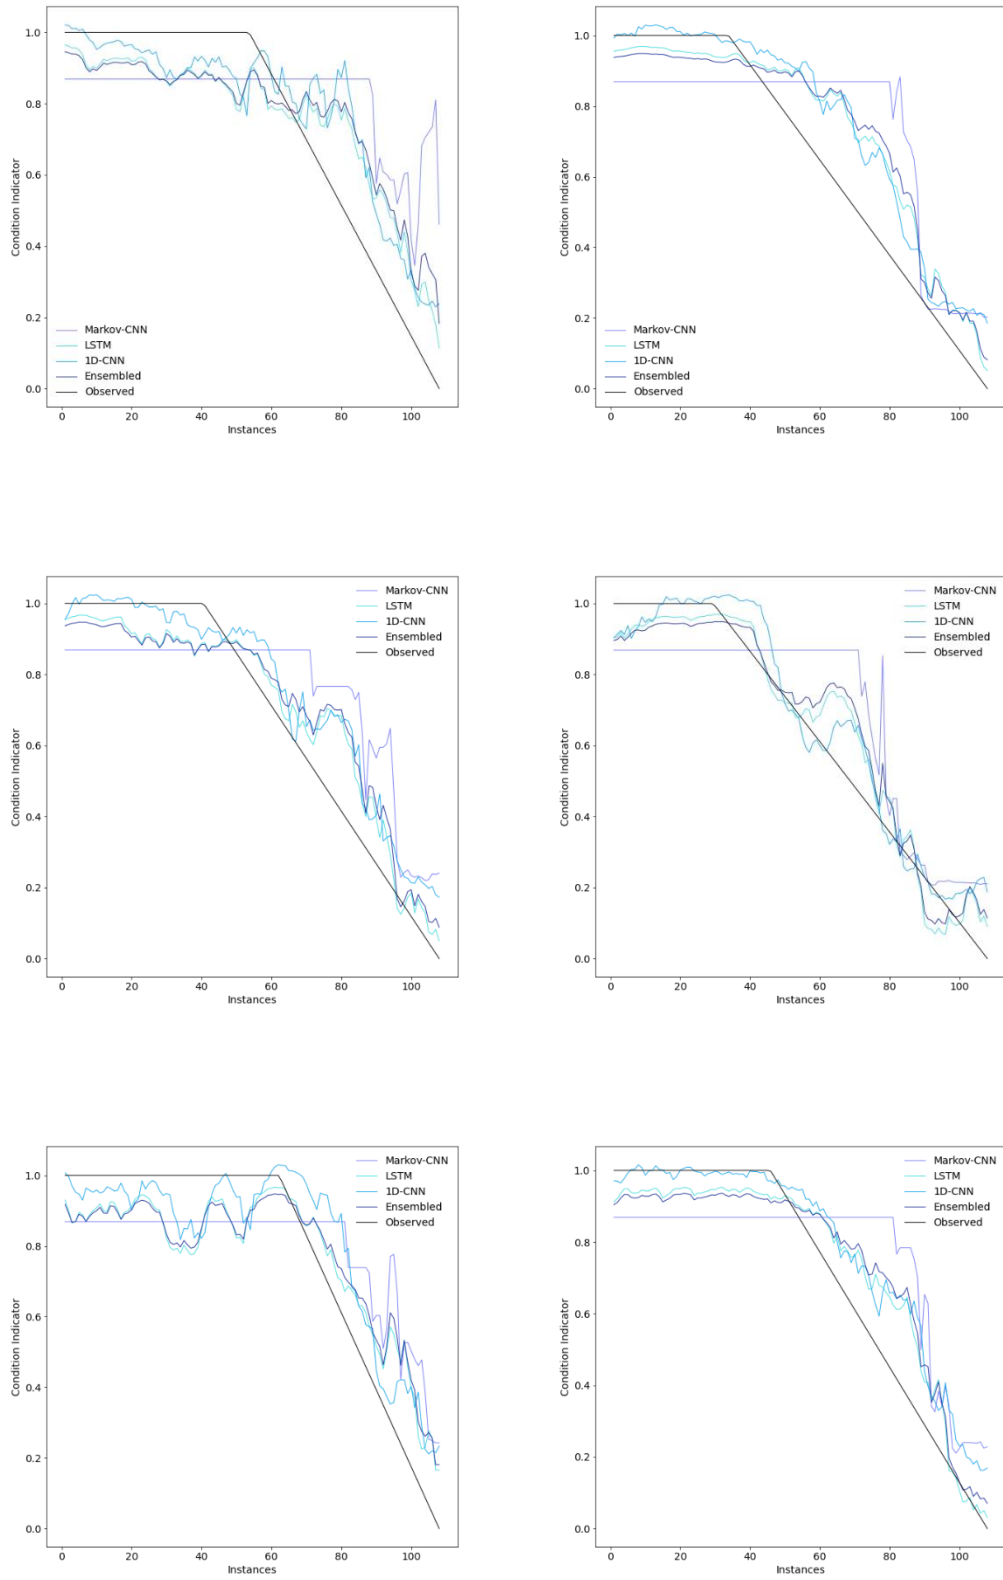 1.0
0.8
0.6
0.4
0.2
0.0
Condition Indicator
Markov-CNN
LSTM
1D-CNN
Ensembled
Observed
0 20 40 60 80 100
Instances
1.0
0.8
0.6
0.4
0.2
0.0
Condition Indicator
Markov-CNN
LSTM
1D-CNN
Ensembled
Observed
0 20 40 60 80 100
Instances
1.0
0.8
0.6
0.4
0.2
0.0
Condition Indicator
Markov-CNN
LSTM
1D-CNN
Ensembled
Observed
0 20 40 60 80 100
Instances
1.0
0.8
0.6
0.4
0.2
0.0
Condition Indicator
Markov-CNN
LSTM
1D-CNN
Ensembled
Observed
0 20 40 60 80 100
Instances
1.0
0.8
0.6
0.4
0.2
0.0
Condition Indicator
Markov-CNN
LSTM
1D-CNN
Ensembled
Observed
0 20 40 60 80 100
Instances
1.0
0.8
0.6
0.4
0.2
0.0
Condition Indicator
Markov-CNN
LSTM
1D-CNN
Ensembled
Observed
0 20 40 60 80 100
Instances